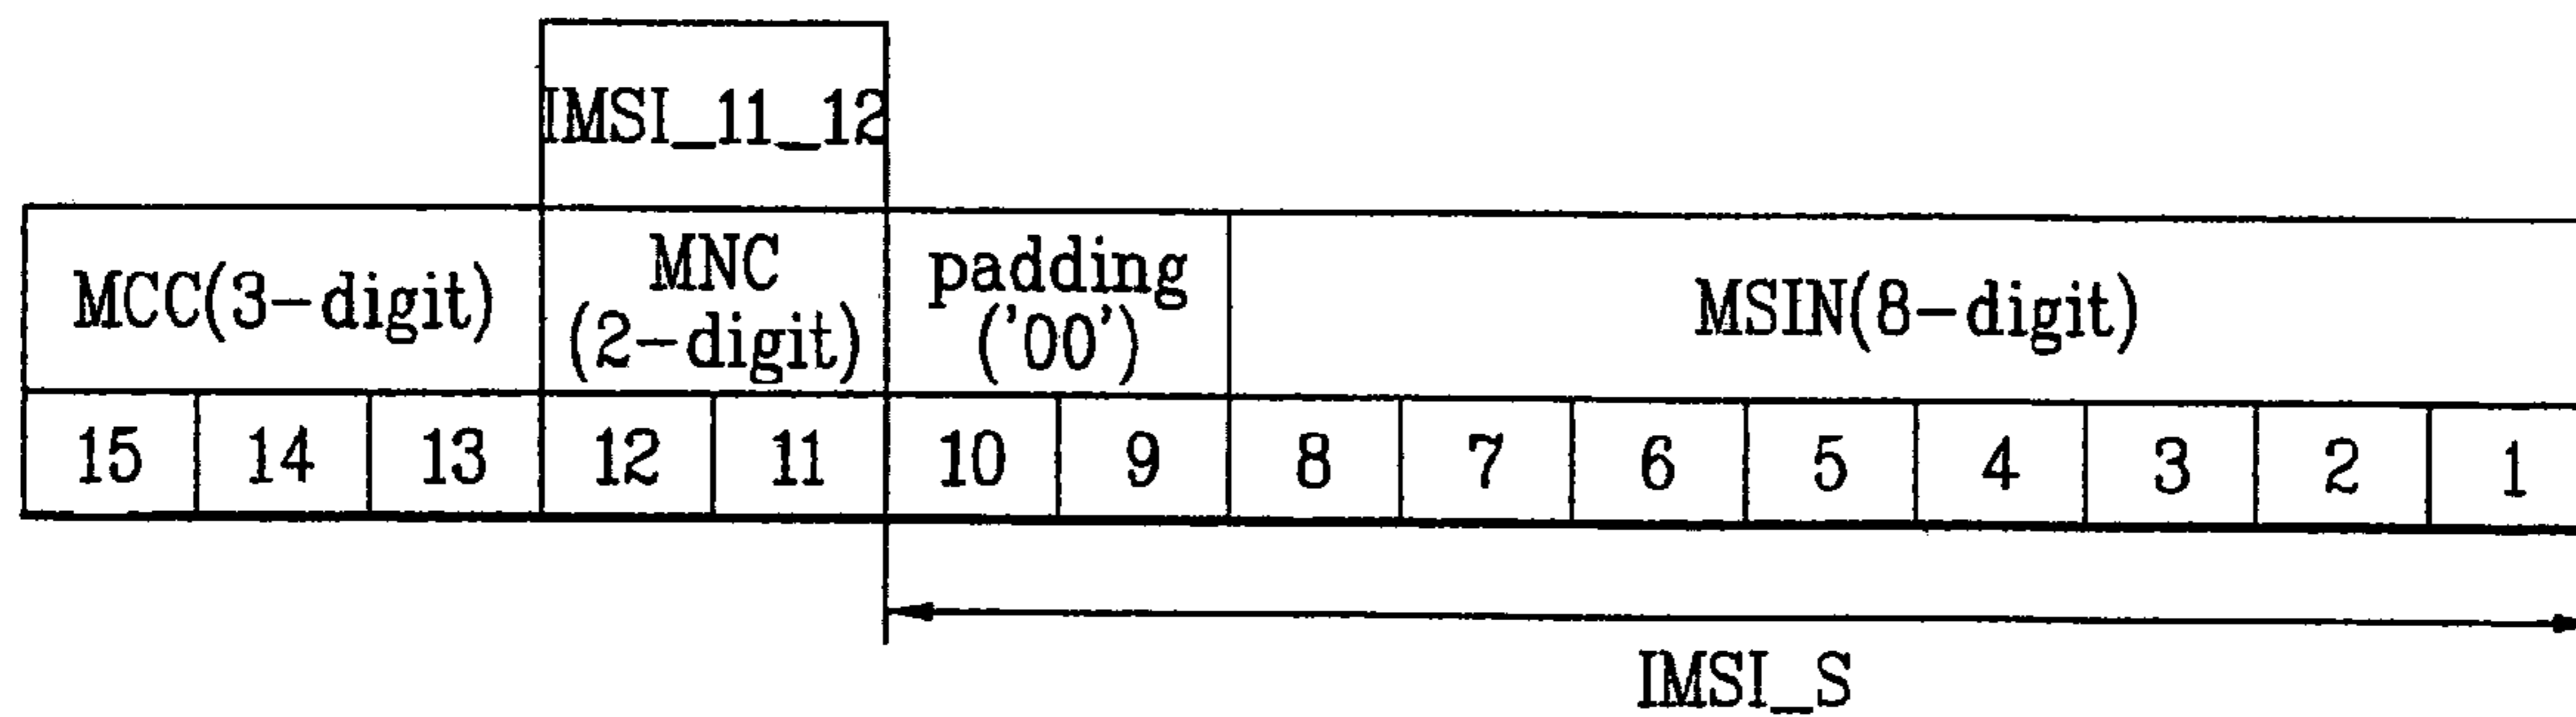 IMSI_11_12
MCC(3-digit)
MNC
(2-digit)
padding
('00')
MSIN(8-digit)
15 14 13 12 11 10 9 8 7 6 5 4 3 2 1
IMSI_S